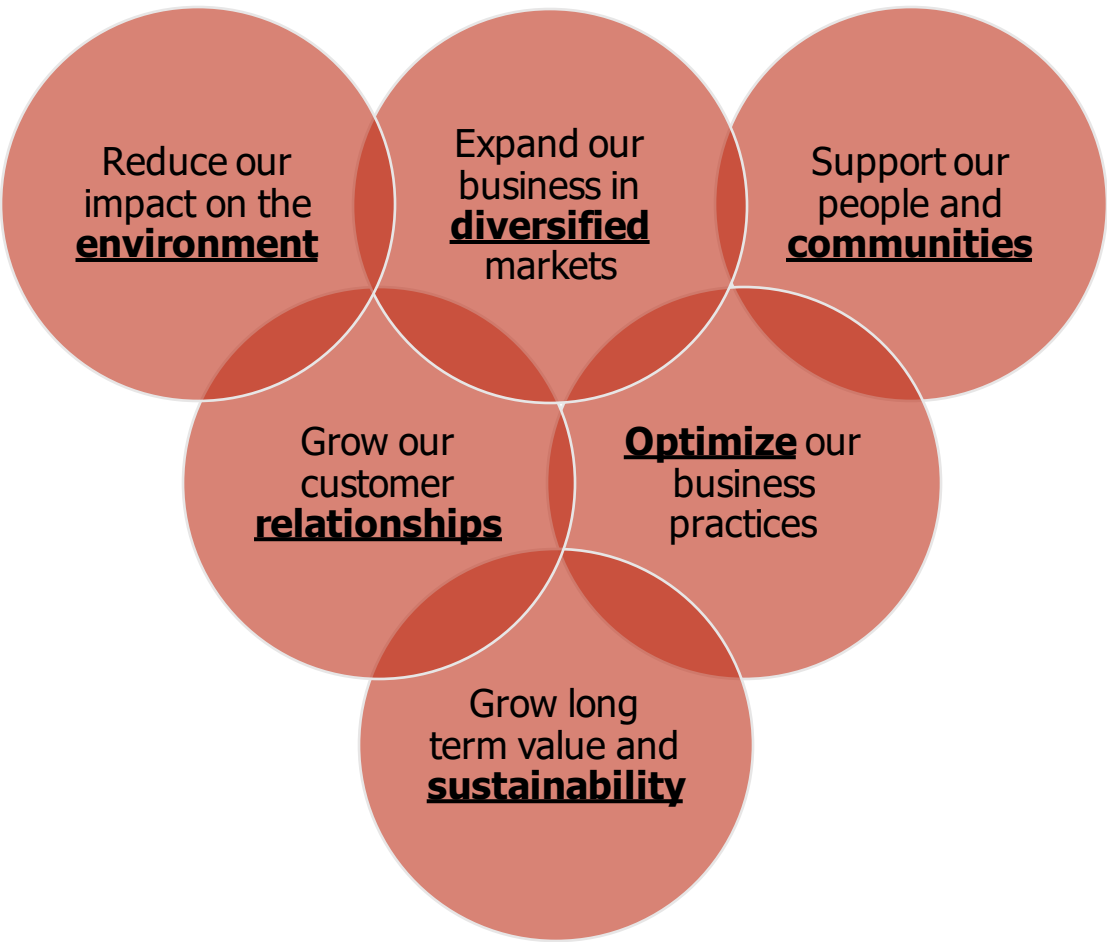 Reduce our
impact on the
environment
Expand our
business in
diversified
markets
Support our
people and
communities
Grow our
customer
relationships
Optimize our
business
practices
Grow long
term value and
sustainability